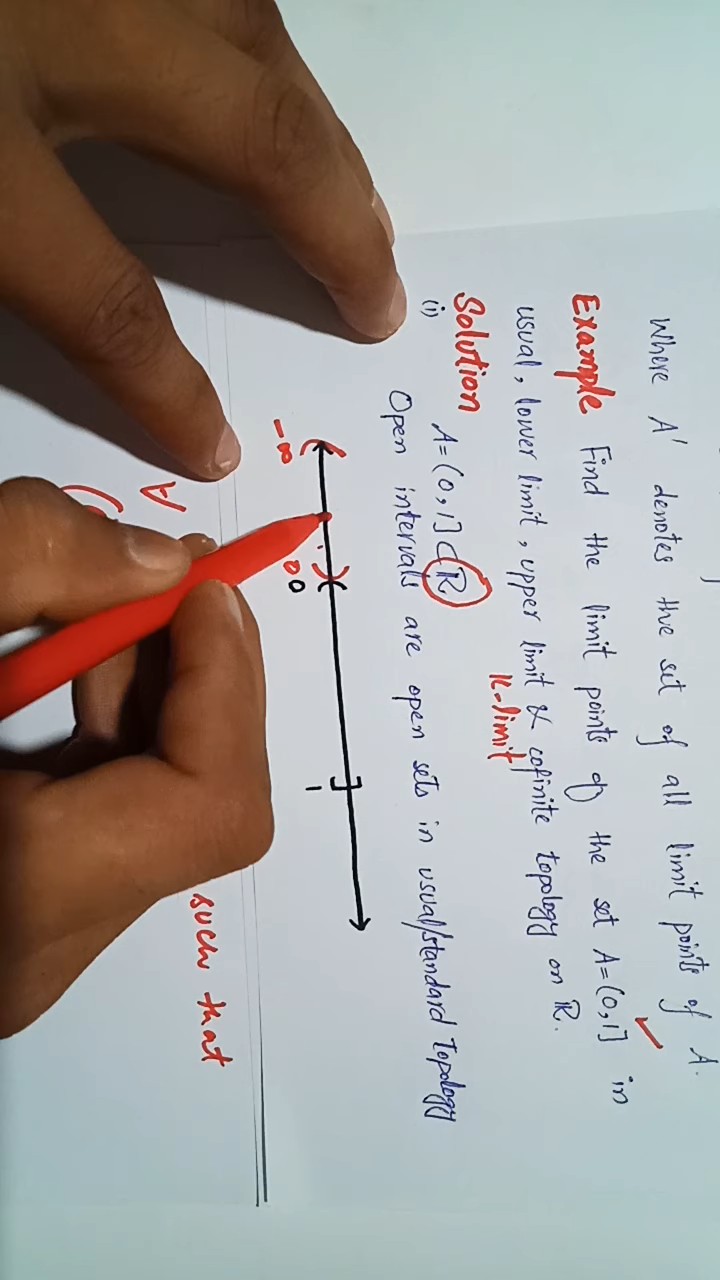 Where A' denotes the set of all limit points of A.
Example Find the limit points of the set A=(0,1] in
usual, lower limit, upper limit & cofinite topology on ℝ.
K-limit
Solution
(i) A=(0,1]⊂ℝ
Open intervals are open sets in usual/standard topology
-∞ 0 0 1
∀ such that